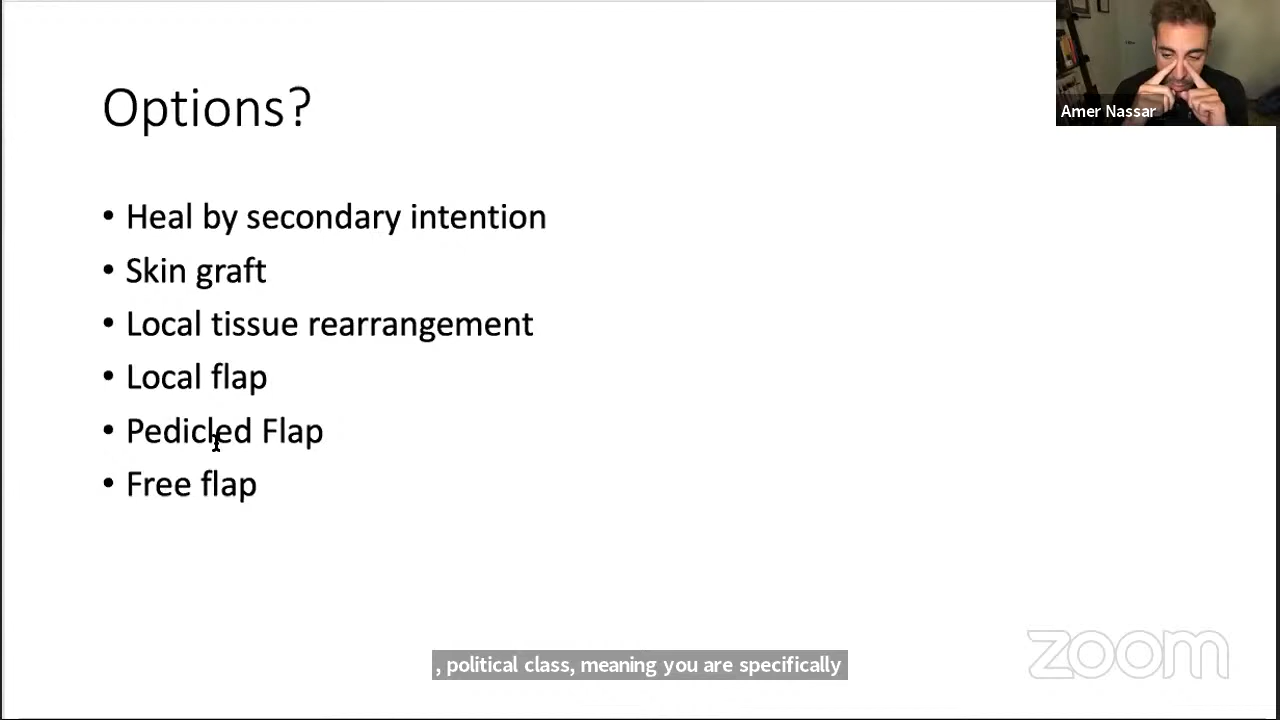 Options?
Amer Nassar
• Heal by secondary intention
• Skin graft
• Local tissue rearrangement
• Local flap
• Pedicled Flap
• Free flap
, political class, meaning you are specifically
zoom